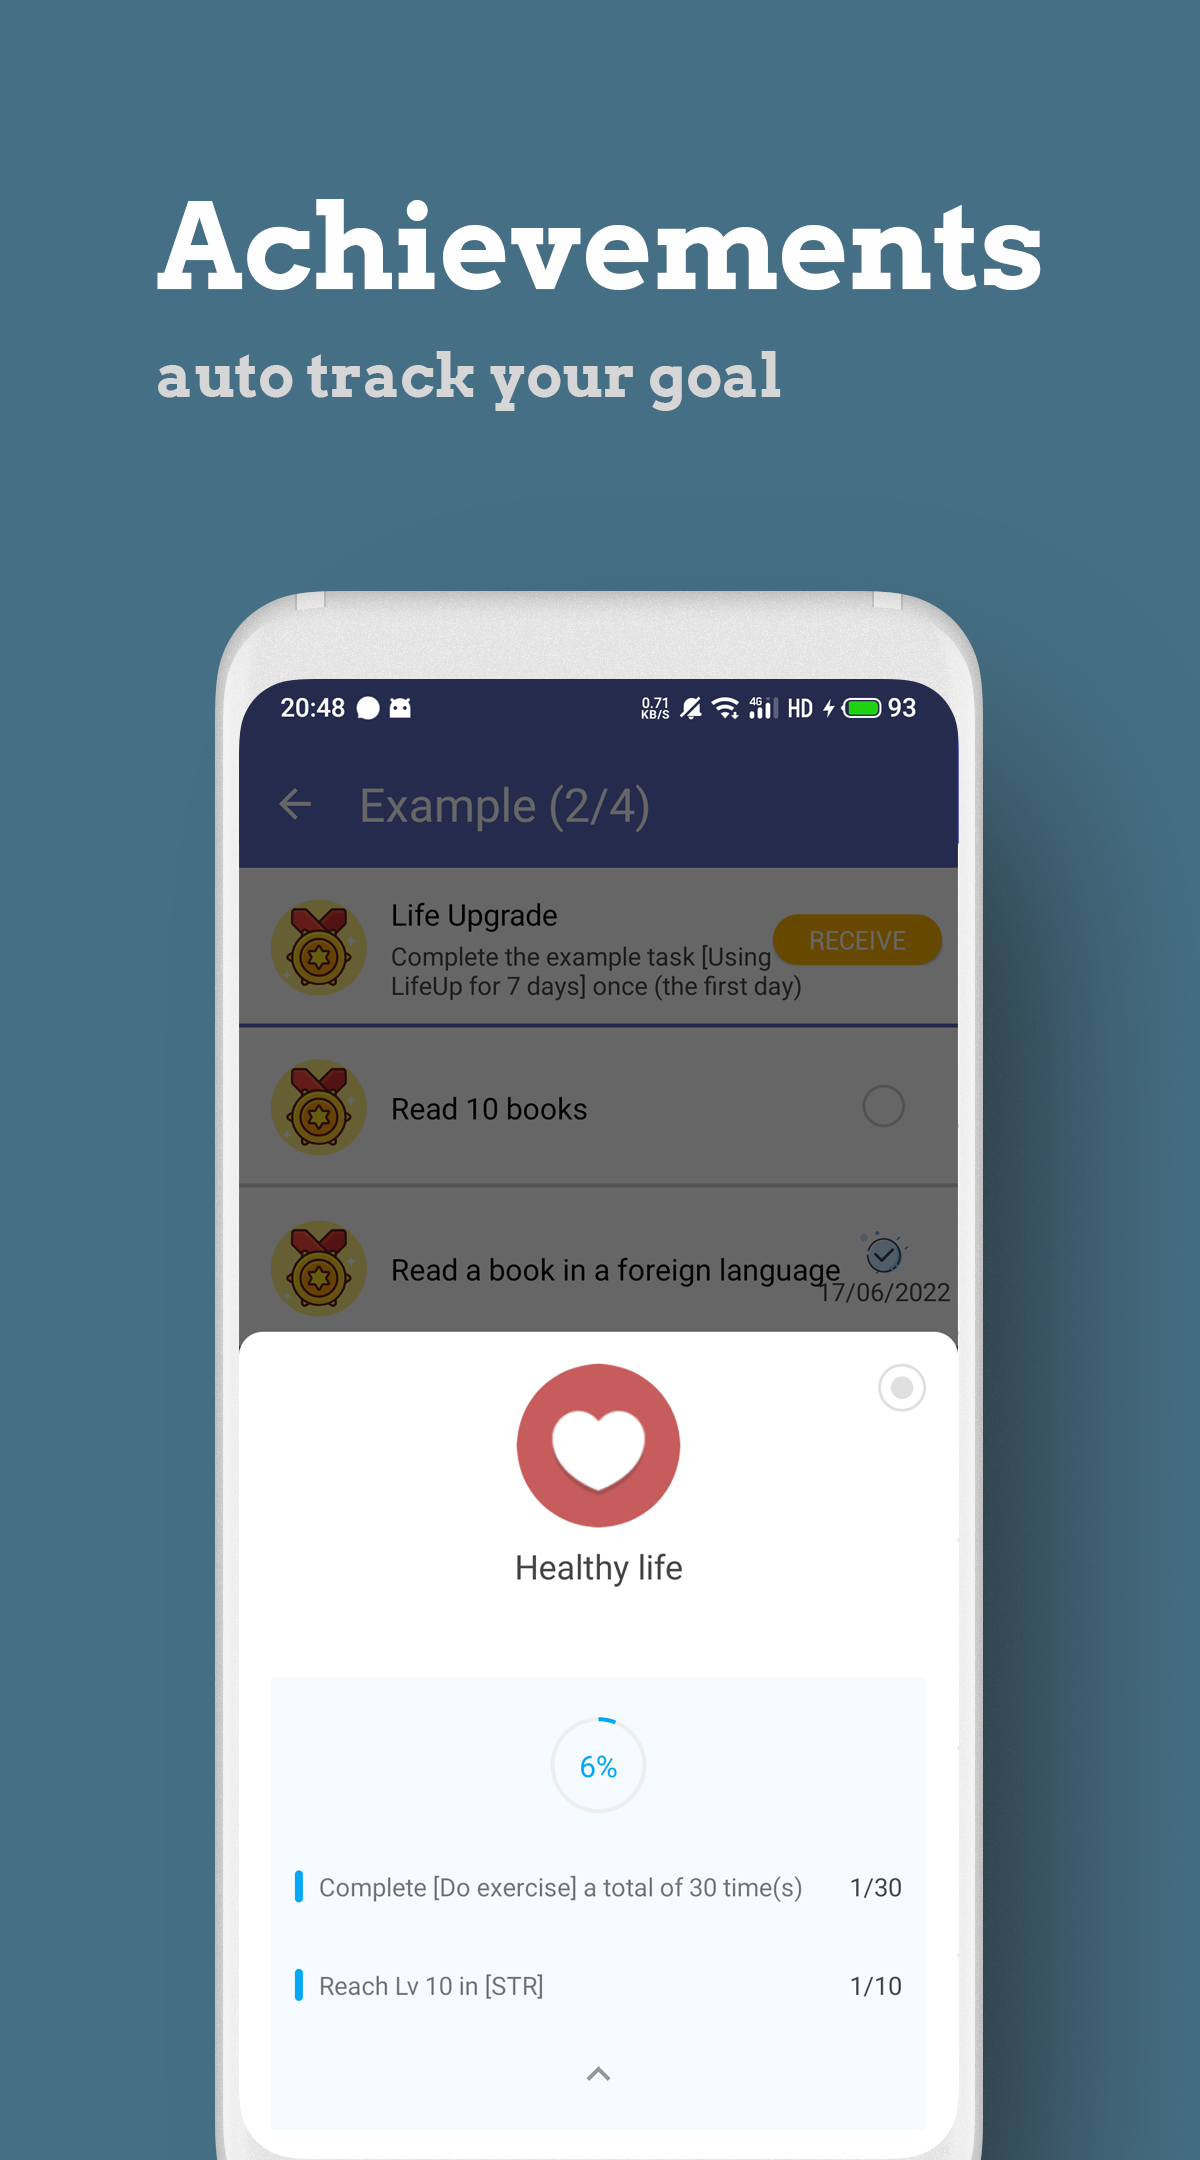 Achievements
auto track your goal
20:48
0.71
KB/S
4G
HD
93
Example (2/4)
Life Upgrade
Complete the example task [Using
LifeUp for 7 days] once (the first day)
RECEIVE
Read 10 books
Read a book in a foreign language
17/06/2022
Healthy life
6%
Complete [Do exercise] a total of 30 time(s) 1/30
Reach Lv 10 in [STR] 1/10